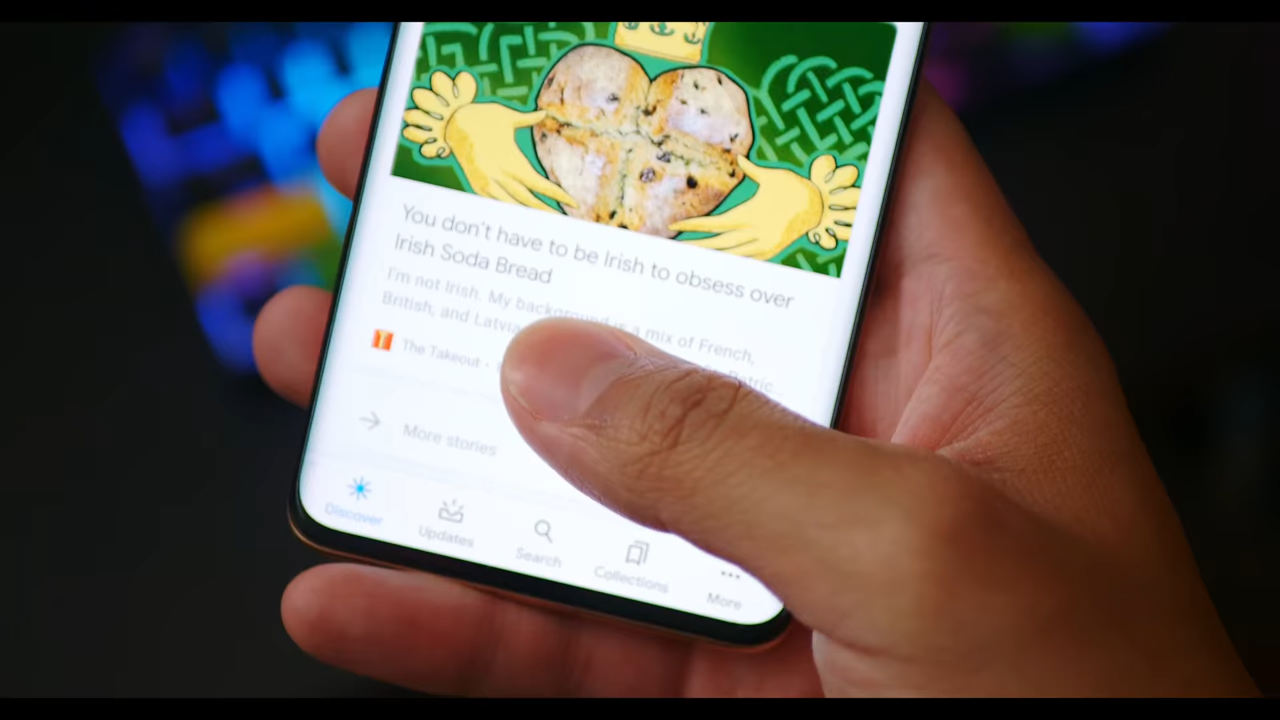 You don't have to be Irish to obsess over
Irish Soda Bread
I'm not Irish. My background is a mix of French,
British, and Latvia
Patric...
The Takeout ·
More stories
Discover
Updates
Search
Collections
More